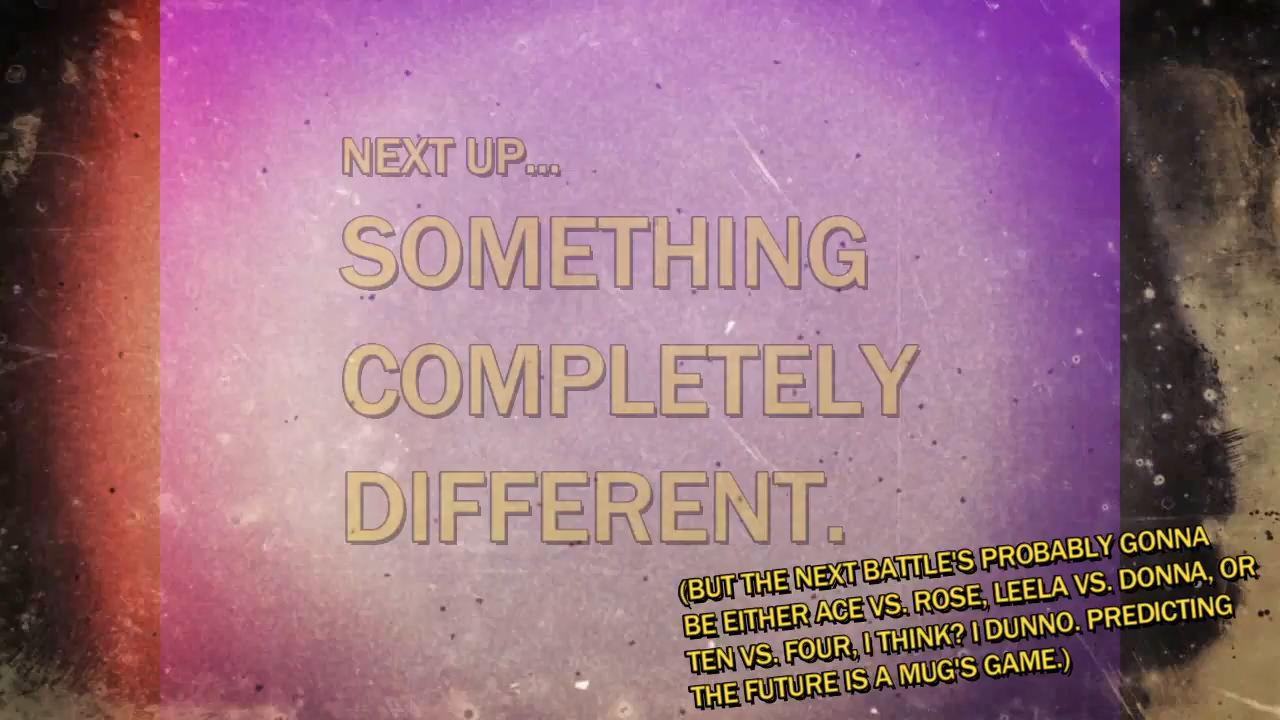 NEXT UP...
SOMETHING
COMPLETELY
DIFFERENT.
(BUT THE NEXT BATTLE'S PROBABLY GONNA
BE EITHER ACE VS. ROSE, LEELA VS. DONNA, OR
TEN VS. FOUR, I THINK? I DUNNO. PREDICTING
THE FUTURE IS A MUG'S GAME.)